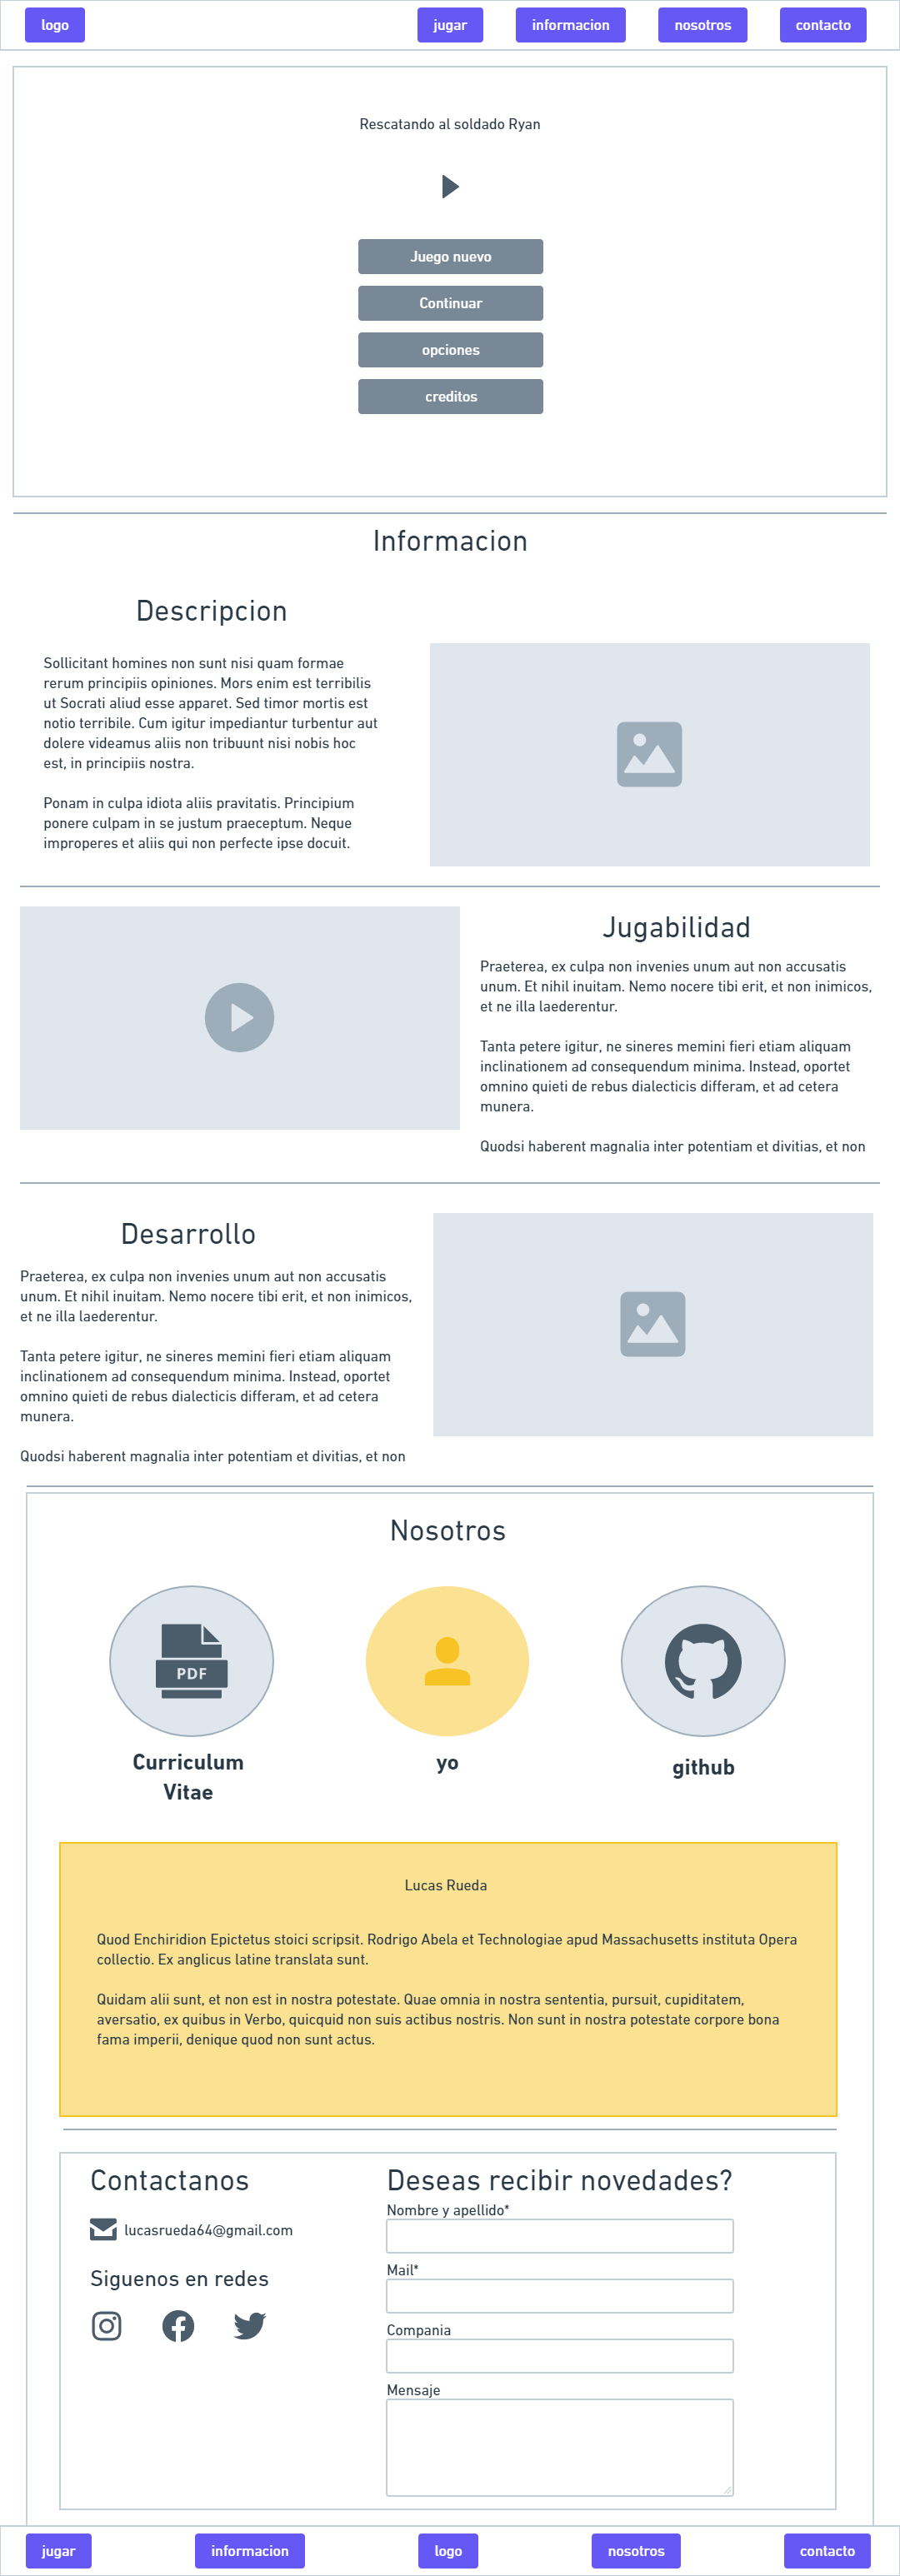 logo
jugar
informacion
nosotros
contacto
Rescatando al soldado Ryan
Juego nuevo
Continuar
opciones
creditos
Informacion
Descripcion
Sollicitant homines non sunt nisi quam formae
rerum principiis opiniones. Mors enim est terribilis
ut Socrati aliud esse apparet. Sed timor mortis est
notio terribile. Cum igitur impediantur turbentur aut
dolere videamus aliis non tribuunt nisi nobis hoc
est, in principiis nostra.
Ponam in culpa idiota aliis pravitatis. Principium
ponere culpam in se justum praeceptum. Neque
improperes et aliis qui non perfecte ipse docuit.
Jugabilidad
Praeterea, ex culpa non invenies unum aut non accusatis
unum. Et nihil inuitam. Nemo nocere tibi erit, et non inimicos,
et ne illa laederentur.
Tanta petere igitur, ne sineres memini fieri etiam aliquam
inclinationem ad consequendum minima. Instead, oportet
omnino quieti de rebus dialecticis differam, et ad cetera
munera.
Quodsi haberent magnalia inter potentiam et divitias, et non
Desarrollo
Praeterea, ex culpa non invenies unum aut non accusatis
unum. Et nihil inuitam. Nemo nocere tibi erit, et non inimicos,
et ne illa laederentur.
Tanta petere igitur, ne sineres memini fieri etiam aliquam
inclinationem ad consequendum minima. Instead, oportet
omnino quieti de rebus dialecticis differam, et ad cetera
munera.
Quodsi haberent magnalia inter potentiam et divitias, et non
Nosotros
PDF
Curriculum
Vitae
yo
github
Lucas Rueda
Quod Enchiridion Epictetus stoici scripsit. Rodrigo Abela et Technologiae apud Massachusetts instituta Opera
collectio. Ex anglicus latine translata sunt.
Quidam alii sunt, et non est in nostra potestate. Quae omnia in nostra sententia, pursuit, cupiditatem,
aversatio, ex quibus in Verbo, quicquid non suis actibus nostris. Non sunt in nostra potestate corpore bona
fama imperii, denique quod non sunt actus.
Contactanos
lucasrueda64@gmail.com
Siguenos en redes
Deseas recibir novedades?
Nombre y apellido*
Mail*
Compania
Mensaje
jugar
informacion
logo
nosotros
contacto